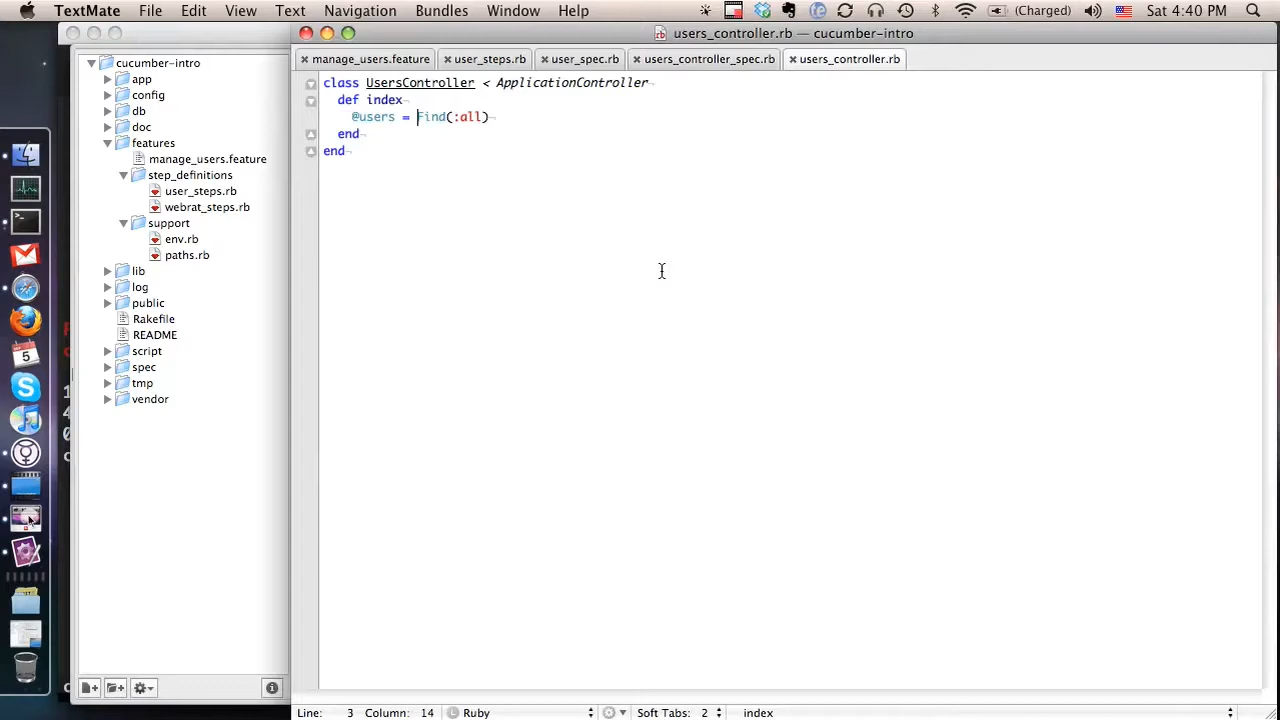 TextMate File Edit View Text Navigation Bundles Window Help (Charged) Sat 4:40 PM
users_controller.rb — cucumber-intro
manage_users.feature user_steps.rb user_spec.rb users_controller_spec.rb users_controller.rb
cucumber-intro
app
config
db
doc
features
manage_users.feature
step_definitions
user_steps.rb
webrat_steps.rb
support
env.rb
paths.rb
lib
log
public
Rakefile
README
script
spec
tmp
vendor
class UsersController < ApplicationController
def index
@users = Find(:all)
end
end
5
Line: 3 Column: 14 Ruby Soft Tabs: 2 index